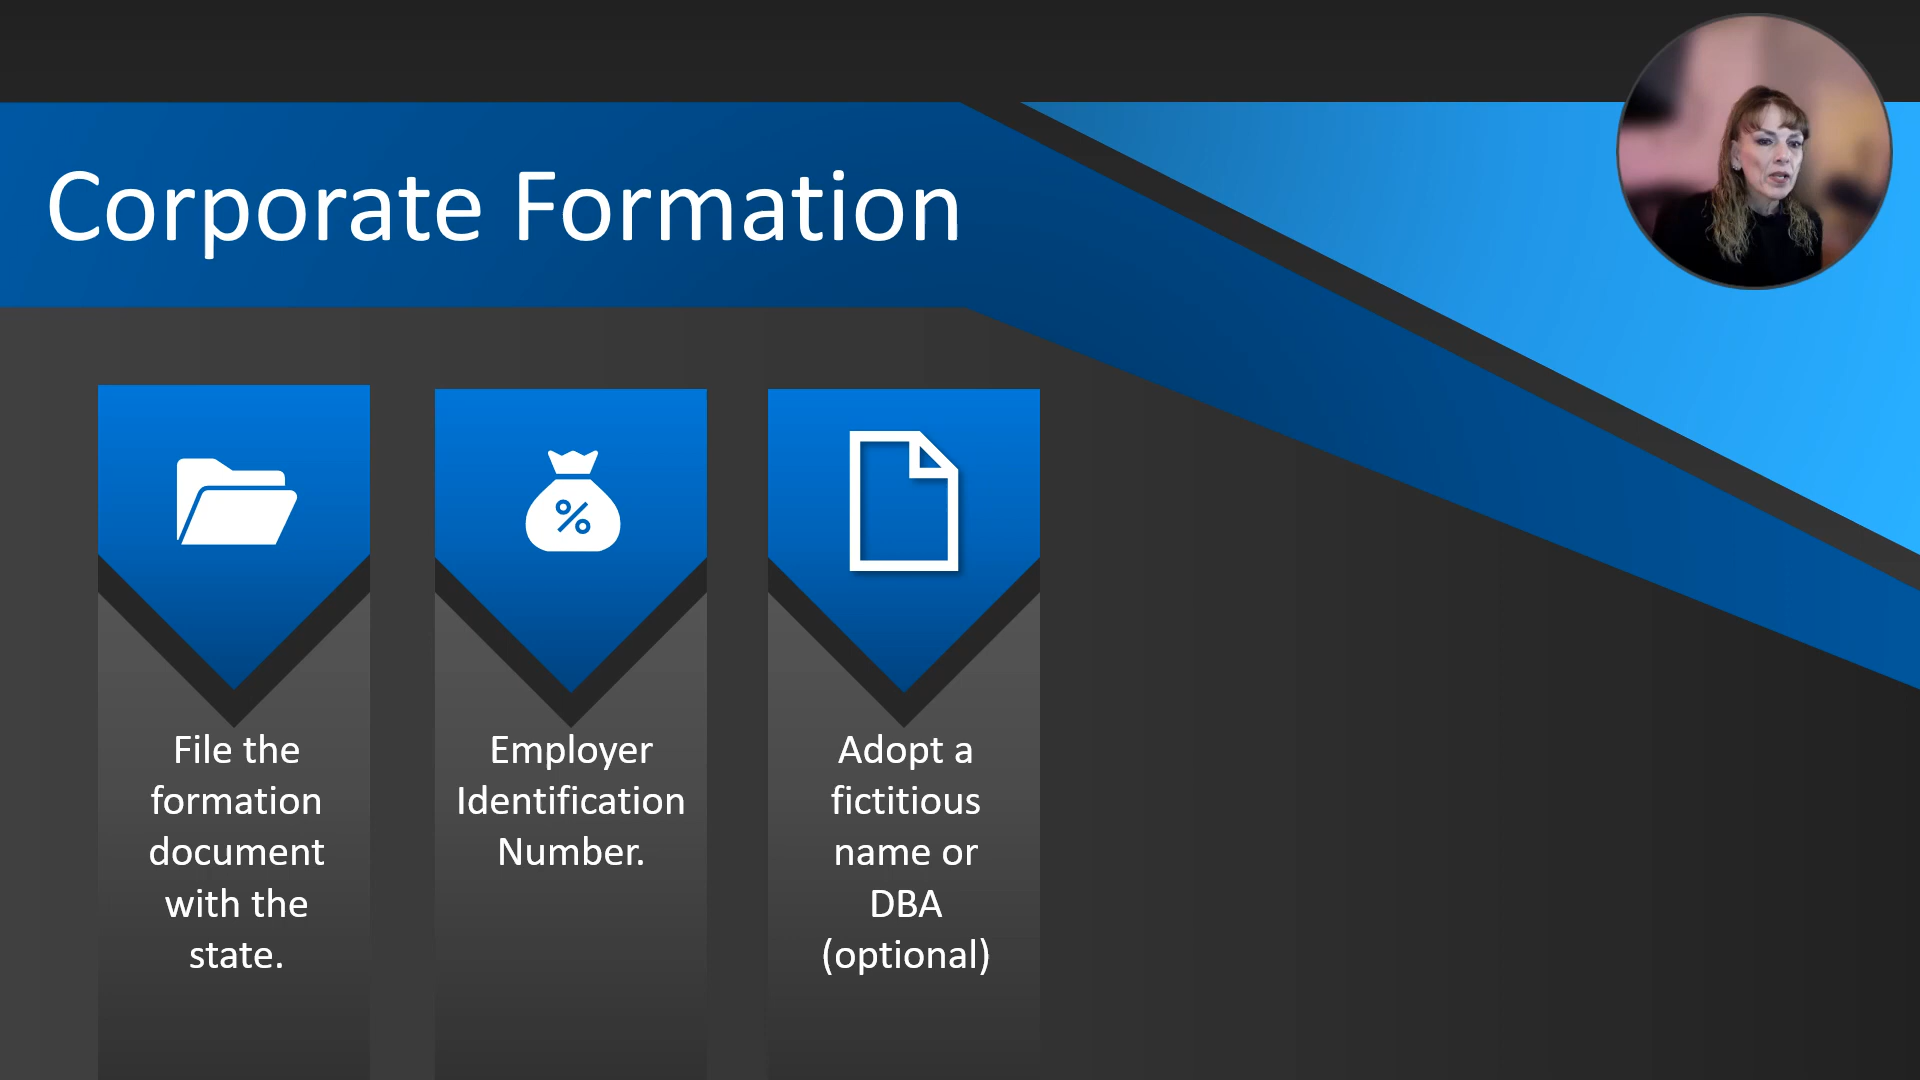 Corporate Formation
File the
formation
document
with the
state.
Employer
Identification
Number.
Adopt a
fictitious
name or
DBA
(optional)
%